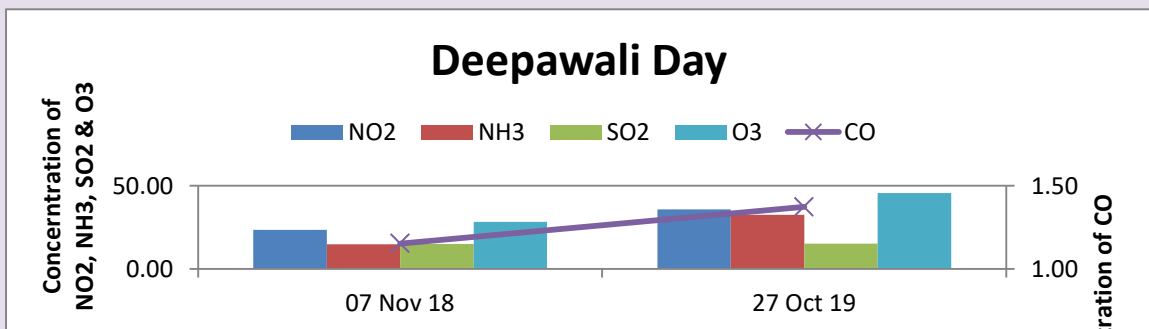 Deepawali Day
NO2 NH3 SO2 O3 CO
Concerntration of
NO2, NH3, SO2 & O3
50.00
0.00
1.50
1.00
07 Nov 18
27 Oct 19
of CO